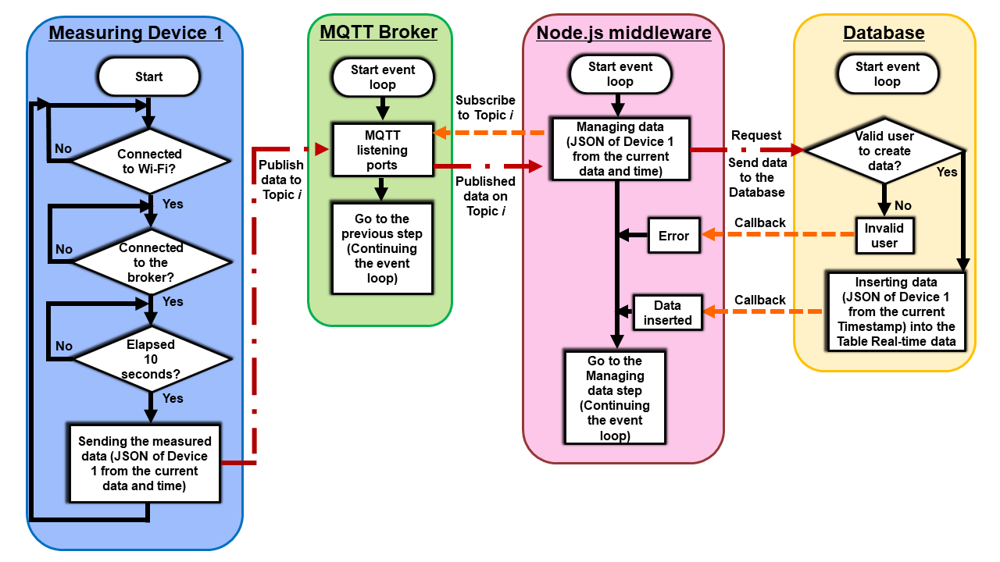 Measuring Device 1
Start
No
Connected
to Wi-Fi?
Yes
No
Connected
to the
broker?
Yes
No
Elapsed
10
seconds?
Yes
Sending the measured
data (JSON of Device
1 from the current
data and time)
Publish
data to
Topic i
MQTT Broker
Start event
loop
MQTT
listening
ports
Go to the
previous step
(Continuing
the event
loop)
Subscribe
to Topic i
Published
data on
Topic i
Node.js middleware
Start event
loop
Managing data
(JSON of Device 1
from the current
data and time)
Error
Data
inserted
Go to the
Managing
data step
(Continuing
the event
loop)
Request
Send data
to the
Database
Callback
Callback
Database
Start event
loop
Valid user
to create
data?
Yes
No
Invalid
user
Inserting data
(JSON of Device 1
from the current
Timestamp) into the
Table Real-time data